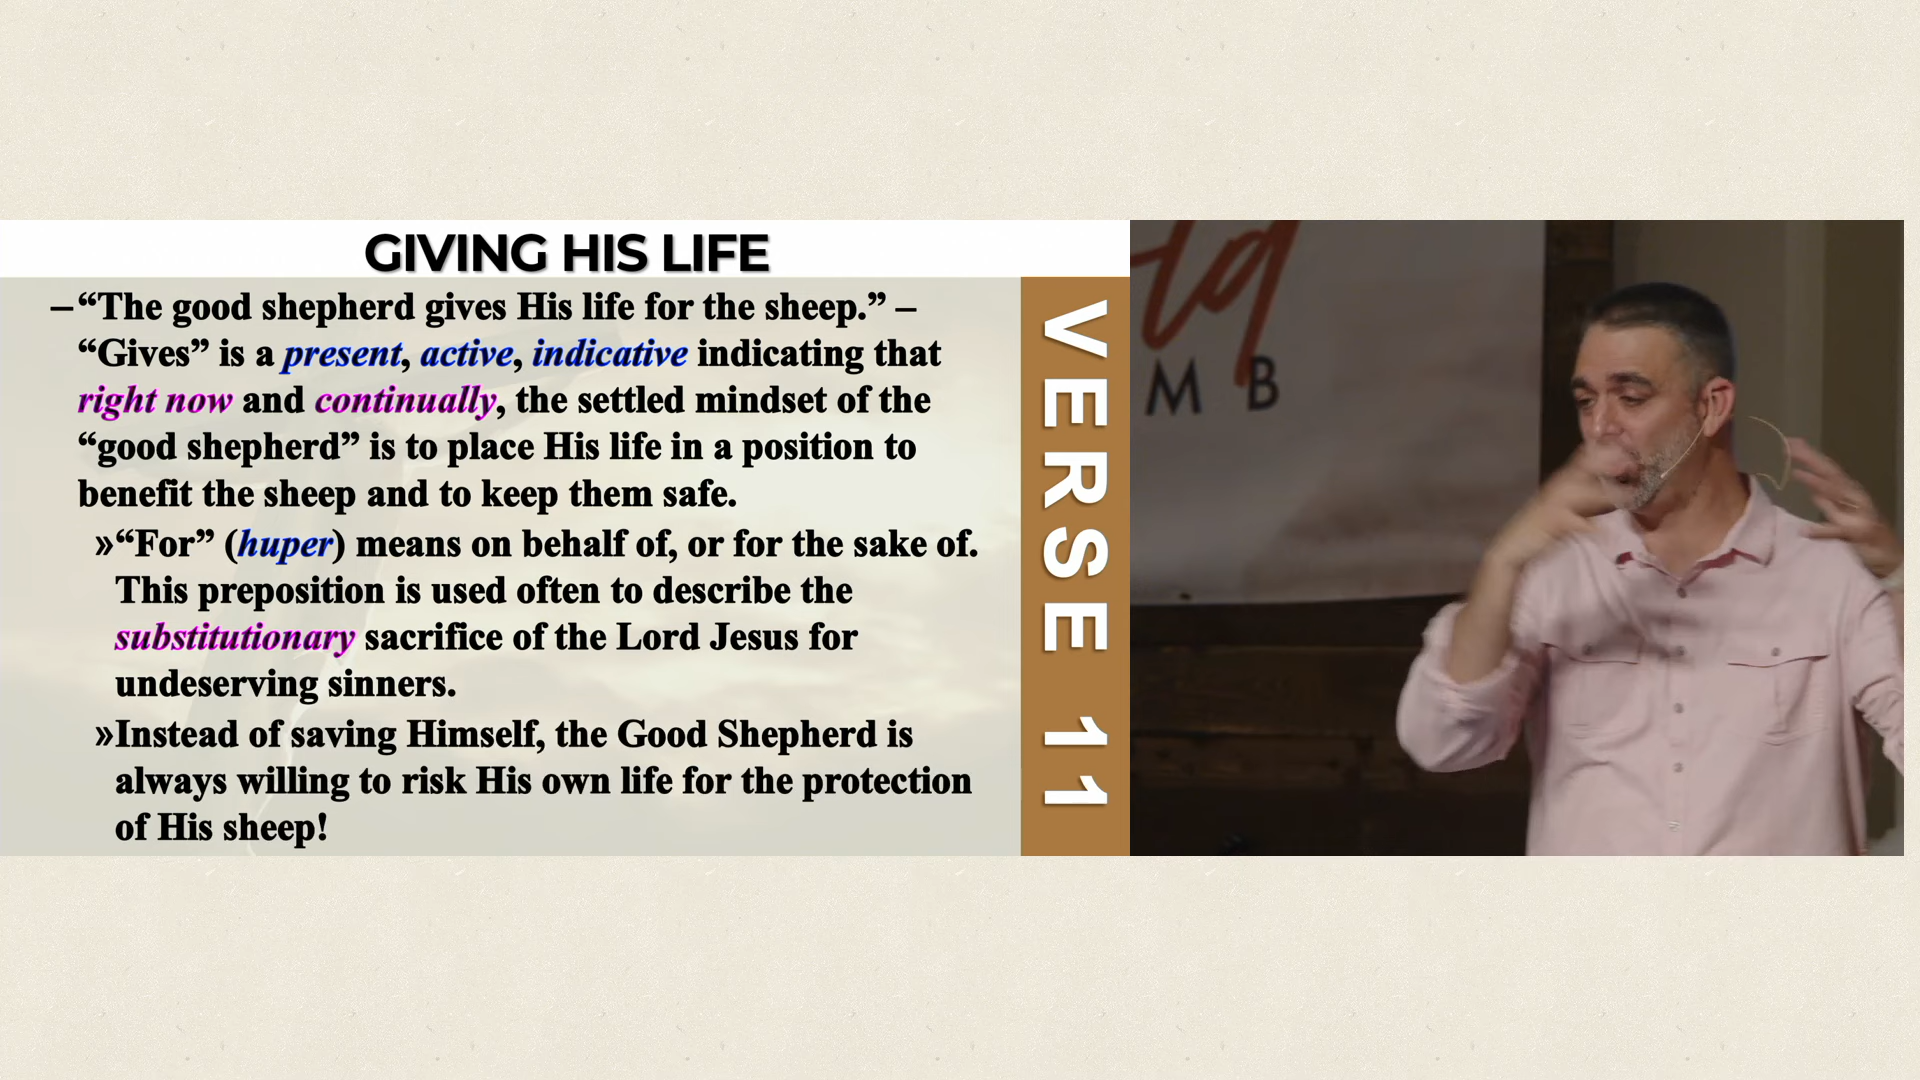 GIVING HIS LIFE
–“The good shepherd gives His life for the sheep.” –
“Gives” is a present, active, indicative indicating that
right now and continually, the settled mindset of the
“good shepherd” is to place His life in a position to
benefit the sheep and to keep them safe.
»“For” (huper) means on behalf of, or for the sake of.
This preposition is used often to describe the
substitutionary sacrifice of the Lord Jesus for
undeserving sinners.
»Instead of saving Himself, the Good Shepherd is
always willing to risk His own life for the protection
of His sheep!
VERSE 11
M B